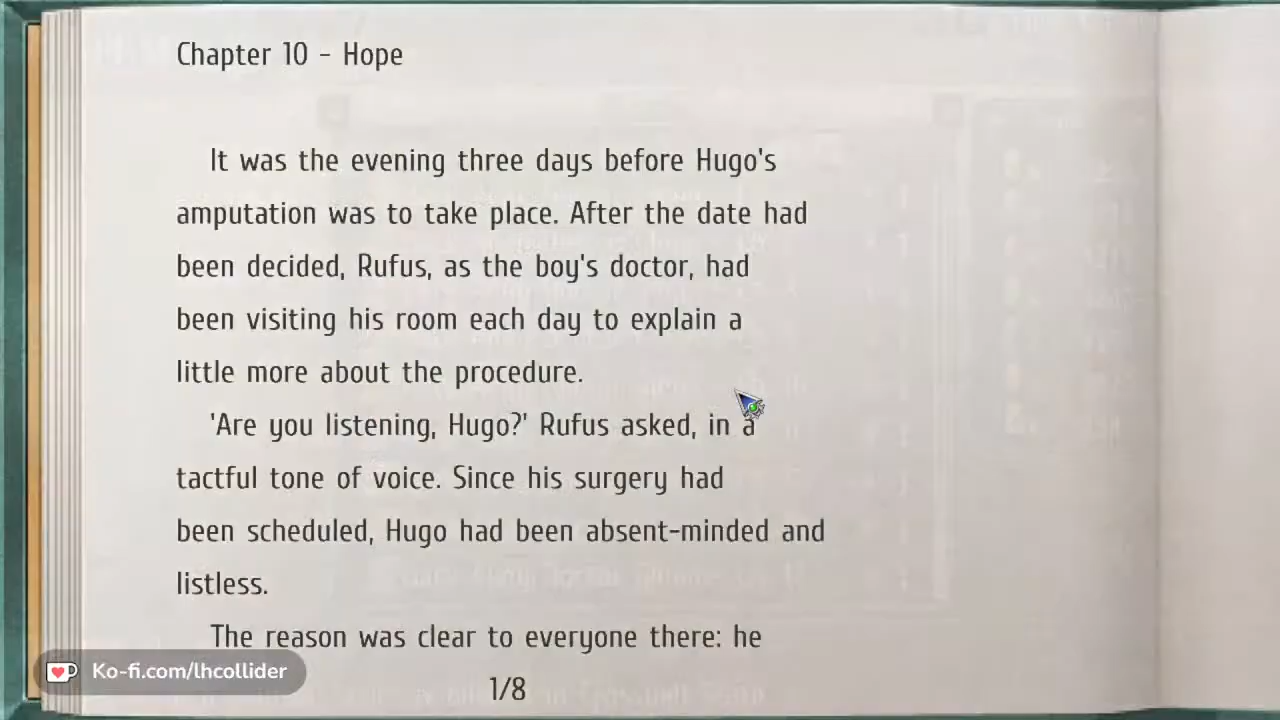 Chapter 10 - Hope
It was the evening three days before Hugo's
amputation was to take place. After the date had
been decided, Rufus, as the boy's doctor, had
been visiting his room each day to explain a
little more about the procedure.
'Are you listening, Hugo?' Rufus asked, in a
tactful tone of voice. Since his surgery had
been scheduled, Hugo had been absent-minded and
listless.
The reason was clear to everyone there: he
Ko-fi.com/lhcollider
1/8